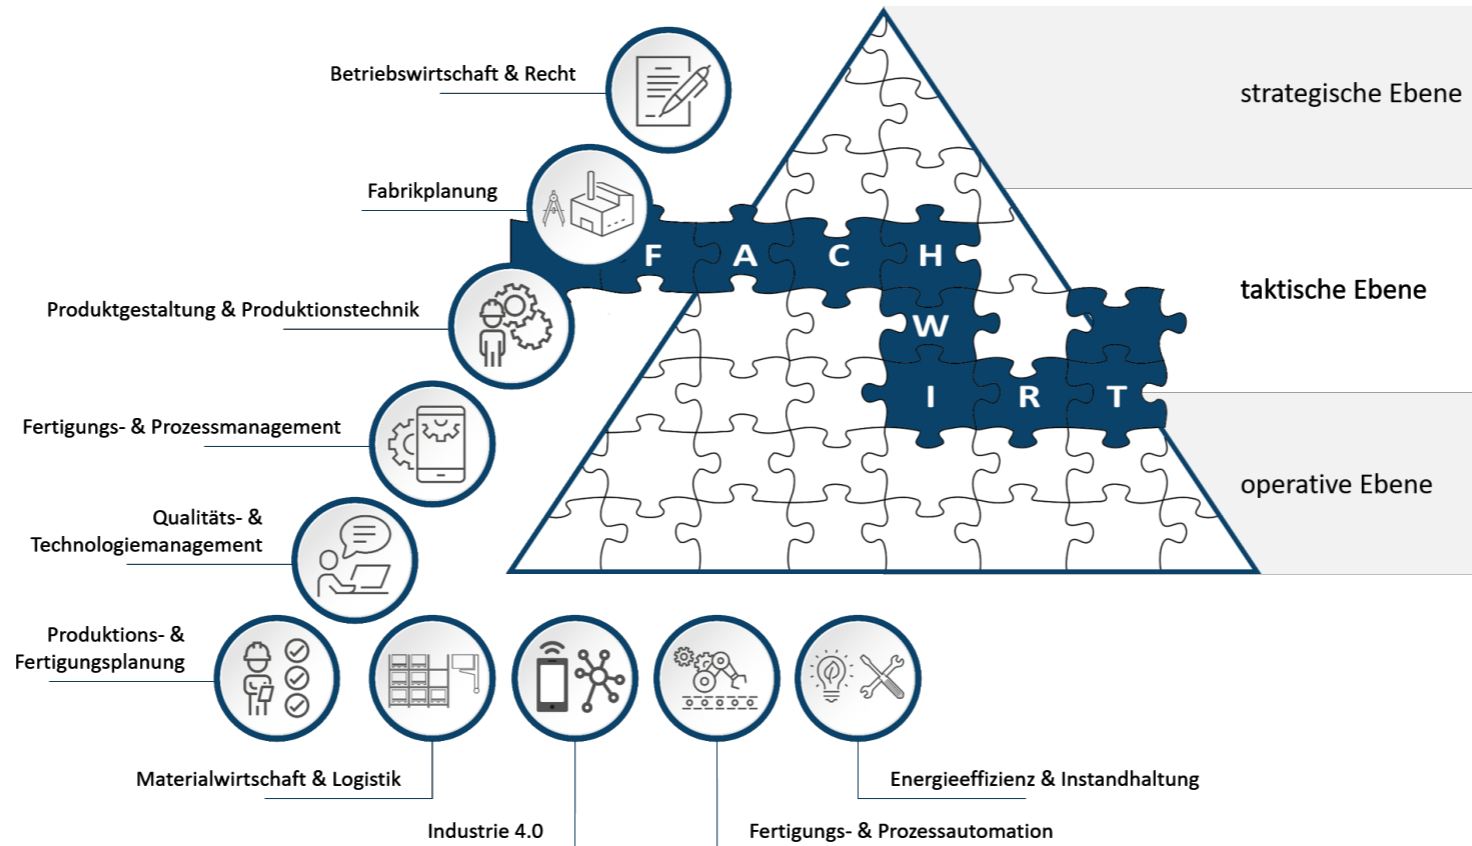 Betriebswirtschaft & Recht
strategische Ebene
Fabrikplanung
F A C H
taktische Ebene
Produktgestaltung & Produktionstechnik
W
I R T
Fertigungs- & Prozessmanagement
operative Ebene
Qualitäts- &
Technologiemanagement
Produktions- &
Fertigungsplanung
Materialwirtschaft & Logistik
Energieeffizienz & Instandhaltung
Industrie 4.0
Fertigungs- & Prozessautomation